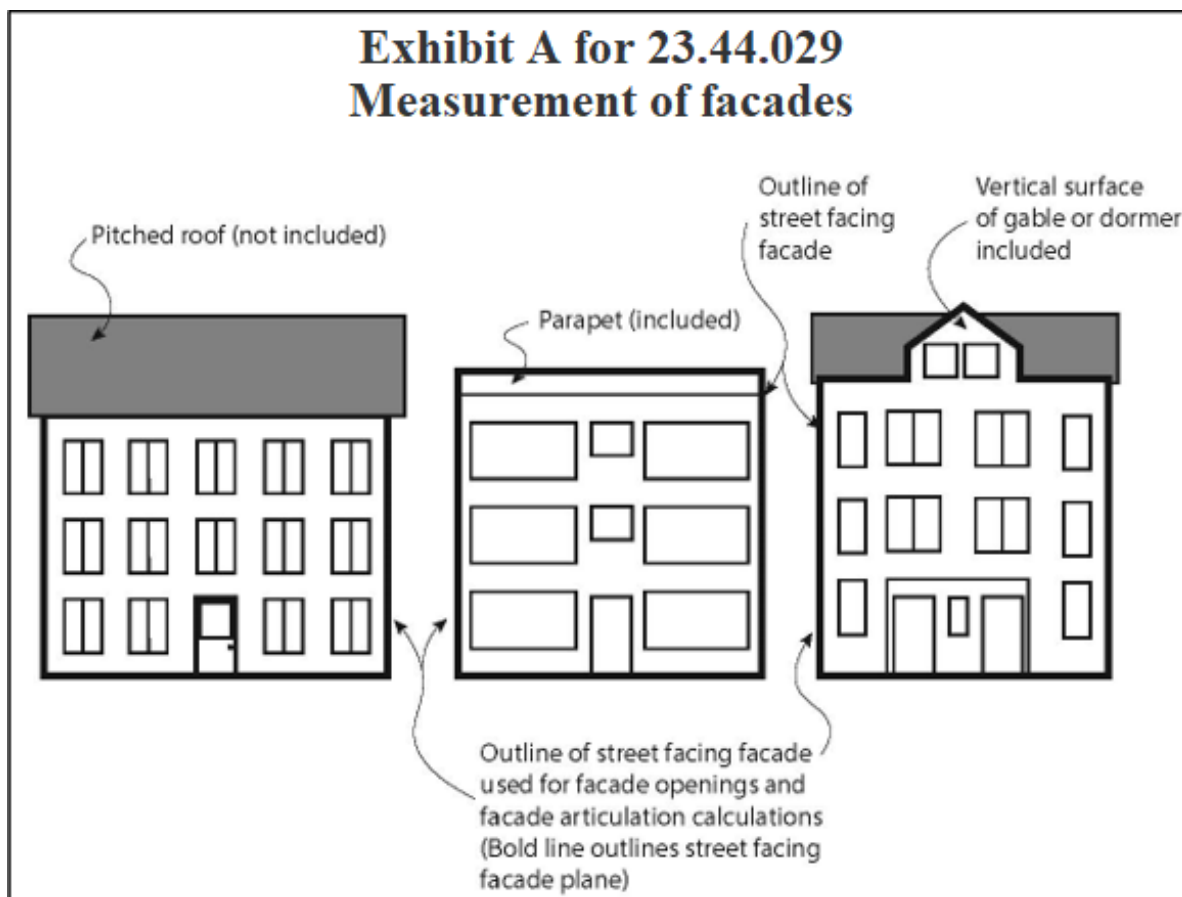 Exhibit A for 23.44.029
Measurement of facades
Outline of
street facing
facade
Vertical surface
of gable or dormer
included
Pitched roof (not included)
Parapet (included)
Outline of street facing facade
used for facade openings and
facade articulation calculations
(Bold line outlines street facing
facade plane)